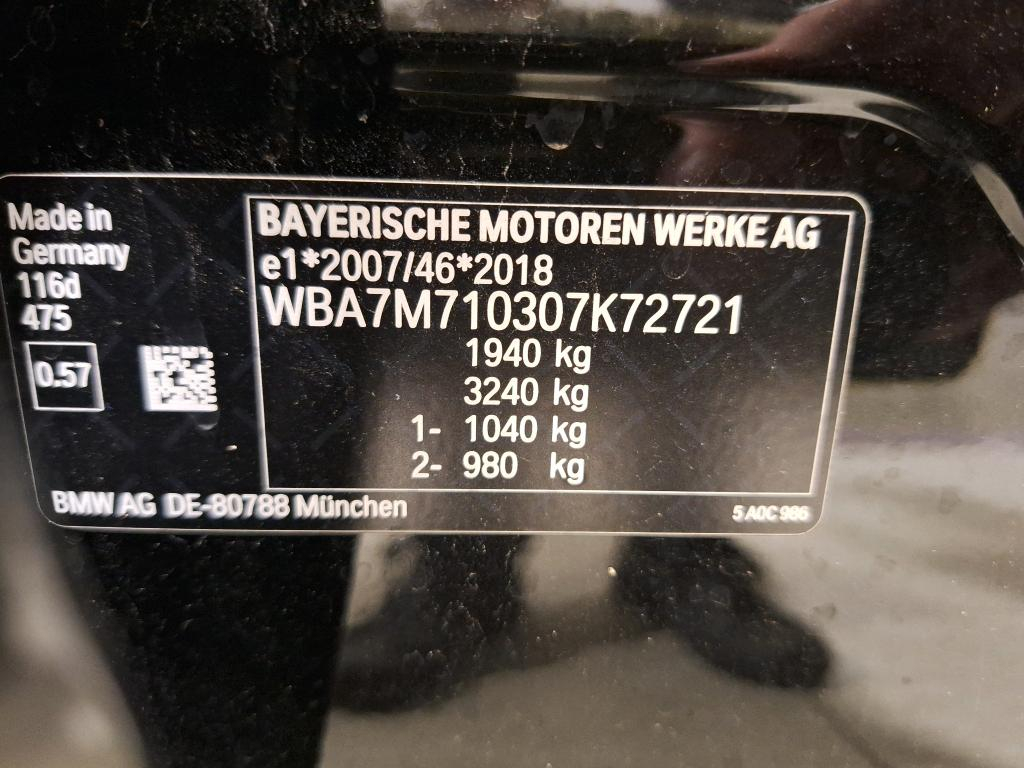 Made in
Germany
116d
475
0.57
BAYERISCHE MOTOREN WERKE AG
e1*2007/46*2018
WBA7M710307K72721
1940 kg
3240 kg
1- 1040 kg
2- 980 kg
BMW AG DE-80788 München
5 A0C 986